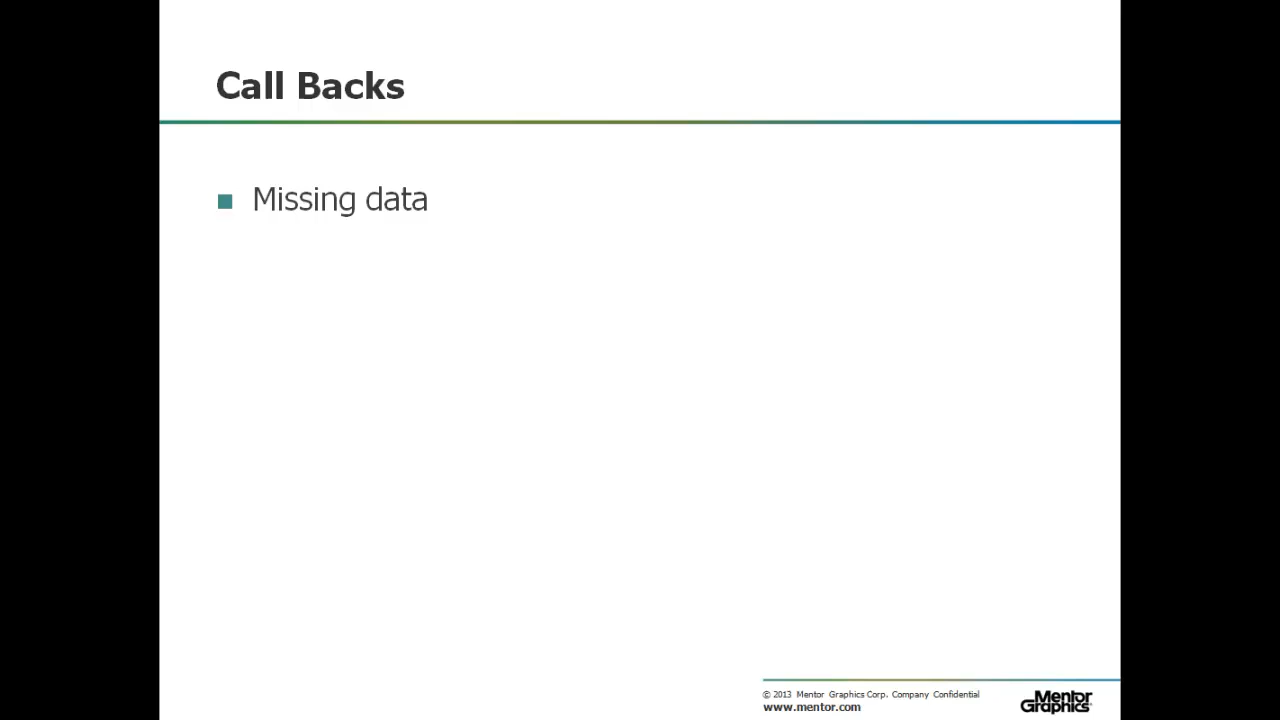 Call Backs
Missing data
© 2013 Mentor Graphics Corp. Company Confidential
www.mentor.com
Mentor
Graphics